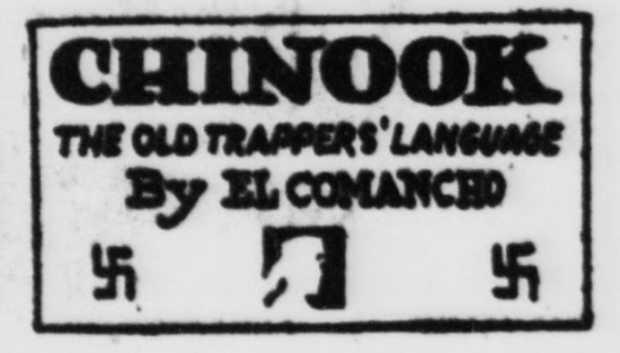 CHINOOK
THE OLD TRAPPERS' LANGUAGE
By EL COMANCHO